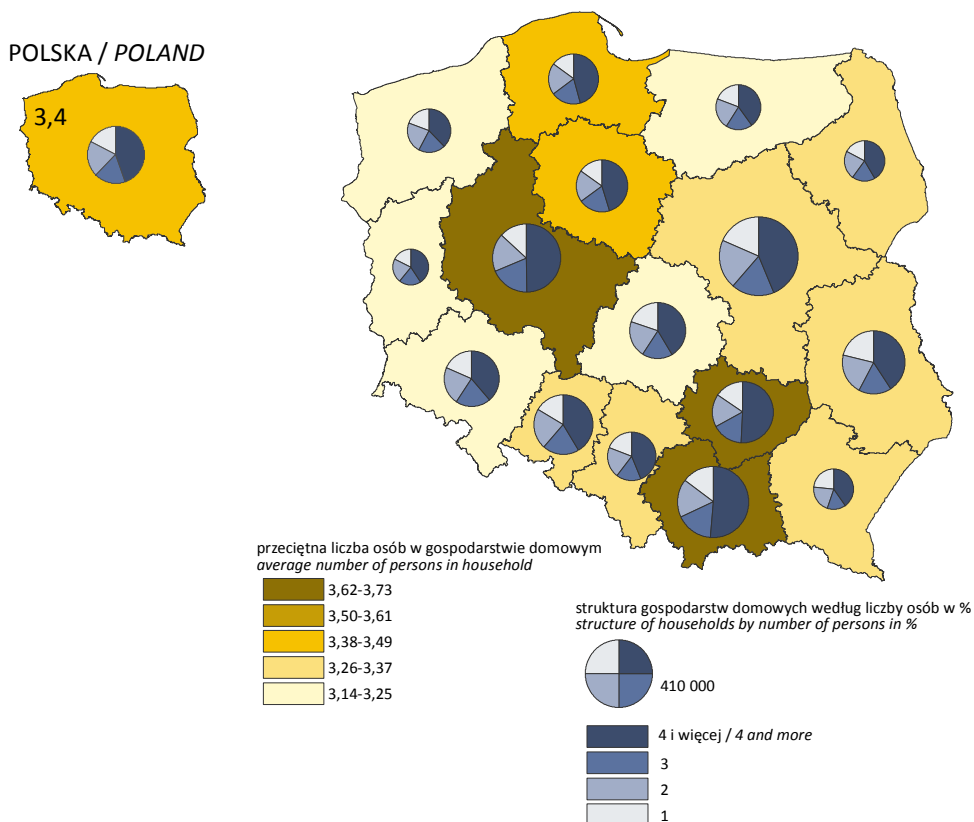 POLSKA / POLAND
3,4
przeciętna liczba osób w gospodarstwie domowym
average number of persons in household
3,62-3,73
3,50-3,61
3,38-3,49
3,26-3,37
3,14-3,25
struktura gospodarstw domowych według liczby osób w %
structure of households by number of persons in %
410 000
4 i więcej / 4 and more
3
2
1